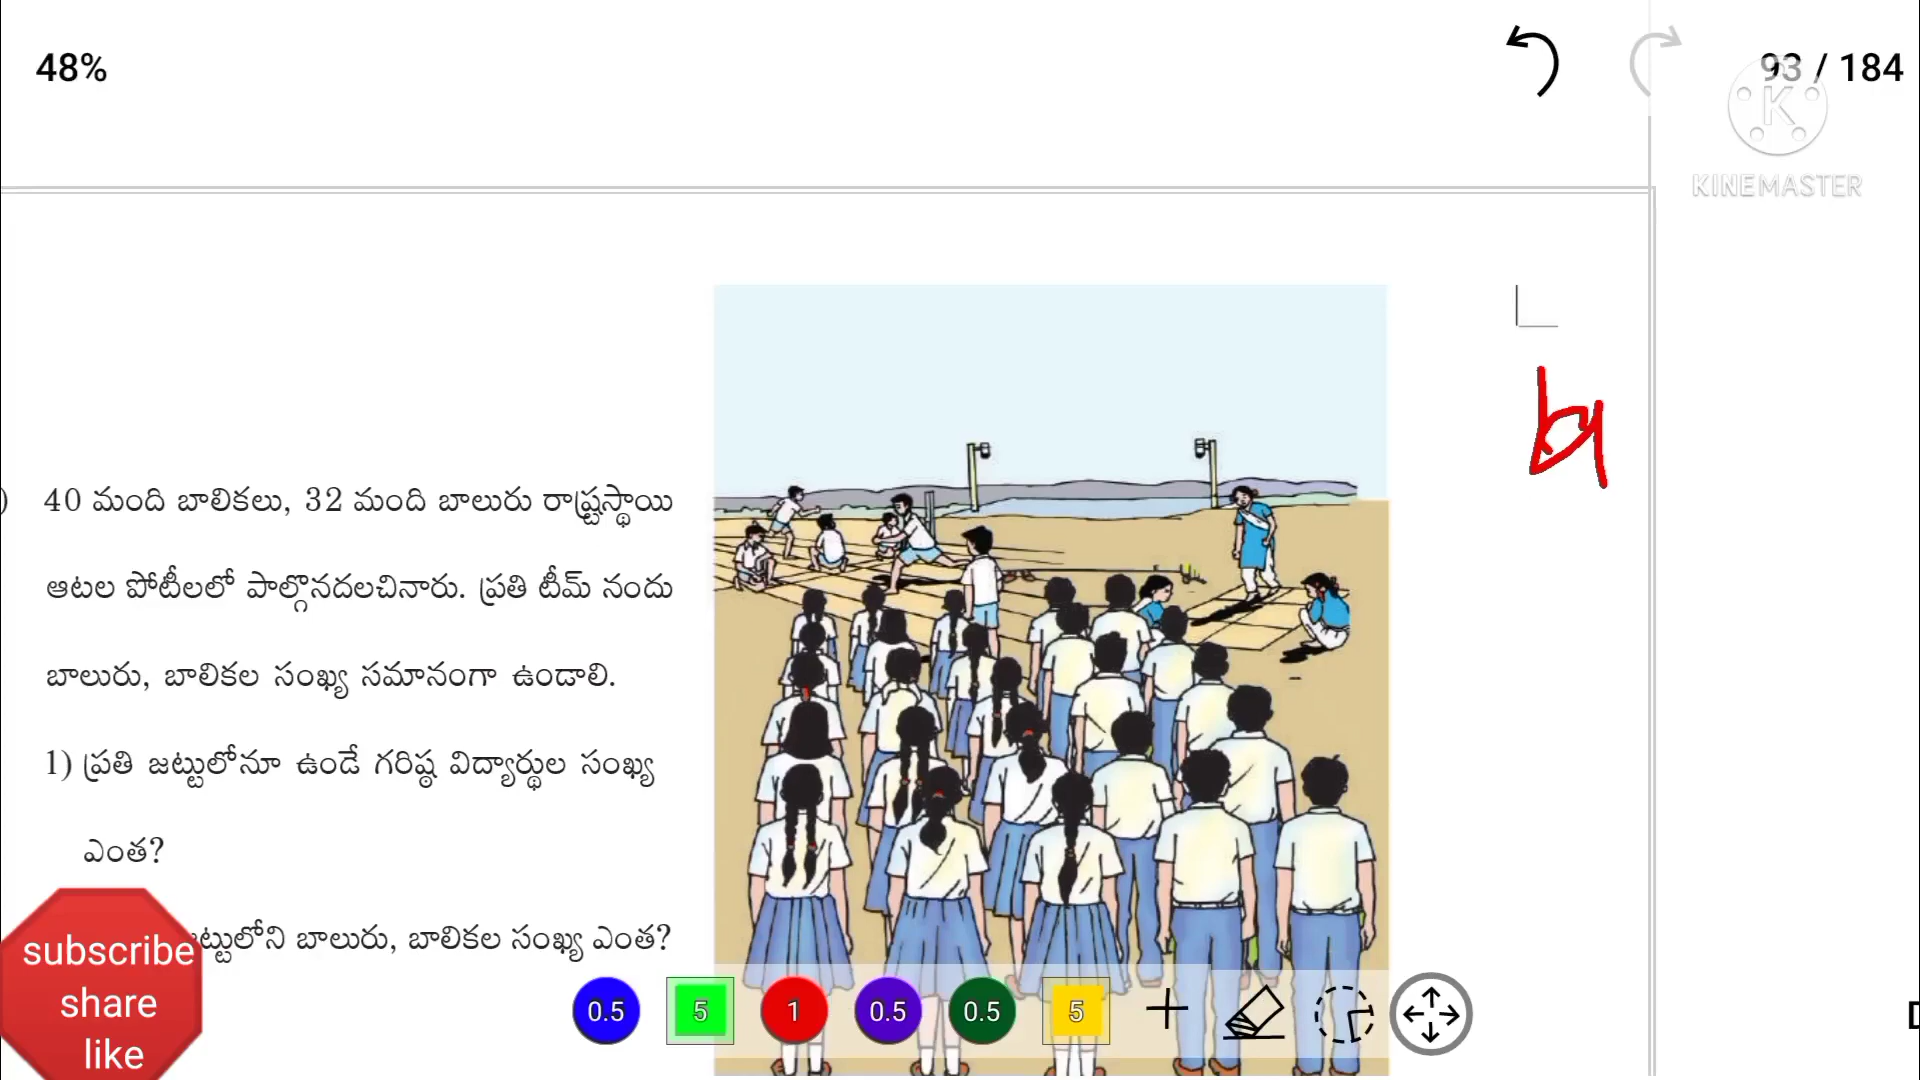 48%
93 / 184
KINEMASTER
) 40 మంది బాలికలు, 32 మంది బాలురు రాష్ట్రస్థాయి
ఆటల పోటీలలో పాల్గొనదలచినారు. ప్రతి టీమ్ నందు
బాలురు, బాలికల సంఖ్య సమానంగా ఉండాలి.
1) ప్రతి జట్టులోనూ ఉండే గరిష్ఠ విద్యార్థుల సంఖ్య
ఎంత?
బాలురు, బాలికల సంఖ్య ఎంత?
subscribe
share
like
0.5 5 1 0.5 0.5 5